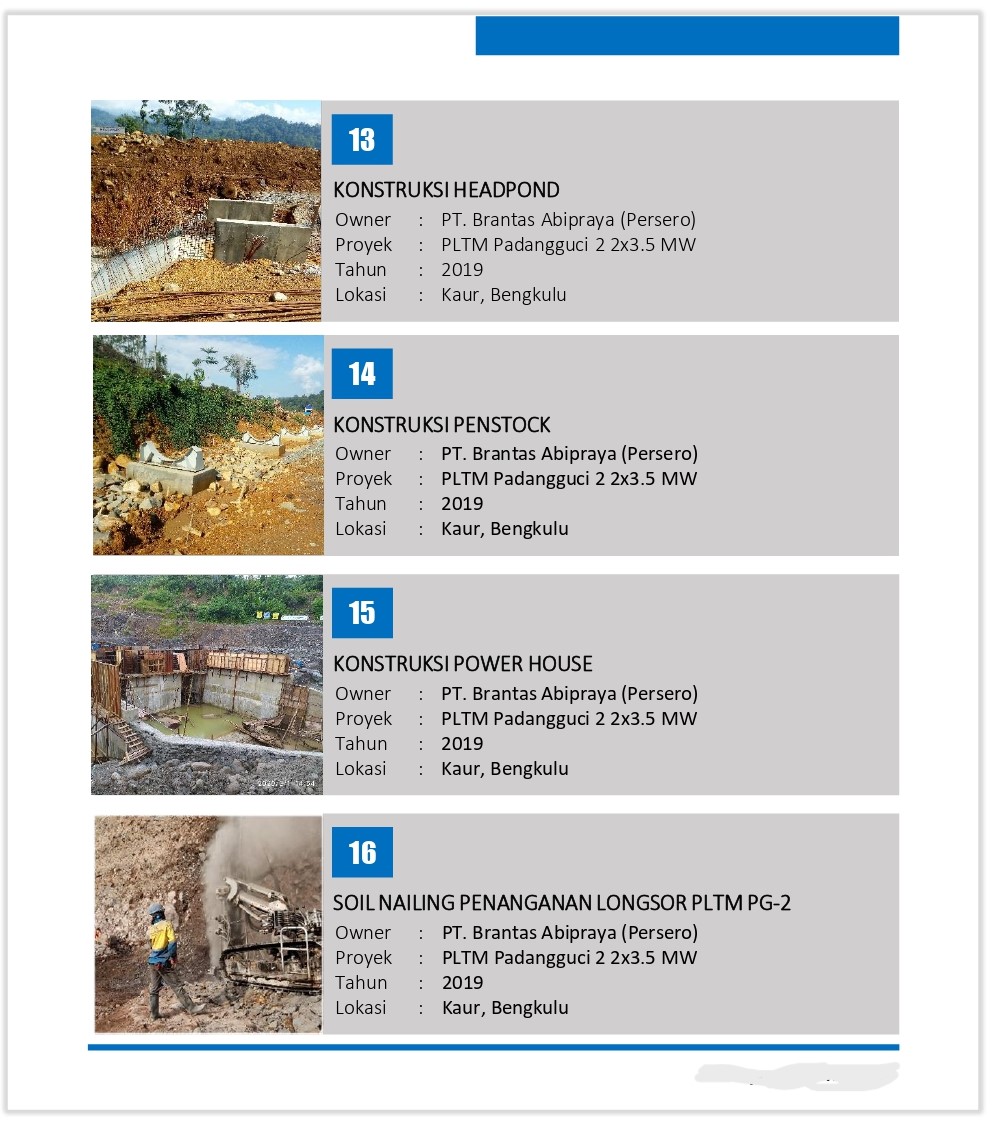 13
KONSTRUKSI HEADPOND
Owner : PT. Brantas Abipraya (Persero)
Proyek : PLTM Padangguci 2 2x3.5 MW
Tahun : 2019
Lokasi : Kaur, Bengkulu
14
KONSTRUKSI PENSTOCK
Owner : PT. Brantas Abipraya (Persero)
Proyek : PLTM Padangguci 2 2x3.5 MW
Tahun : 2019
Lokasi : Kaur, Bengkulu
15
KONSTRUKSI POWER HOUSE
Owner : PT. Brantas Abipraya (Persero)
Proyek : PLTM Padangguci 2 2x3.5 MW
Tahun : 2019
Lokasi : Kaur, Bengkulu
16
SOIL NAILING PENANGANAN LONGSOR PLTM PG-2
Owner : PT. Brantas Abipraya (Persero)
Proyek : PLTM Padangguci 2 2x3.5 MW
Tahun : 2019
Lokasi : Kaur, Bengkulu